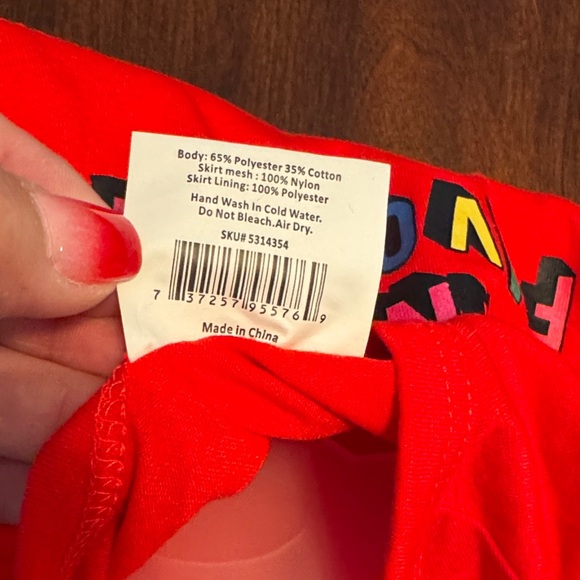 Body: 65% Polyester 35% Cotton
Skirt mesh : 100% Nylon
Skirt Lining: 100% Polyester
Hand Wash In Cold Water.
Do Not Bleach.Air Dry.
SKU# 5314354
7 37257 95576 9
Made in China